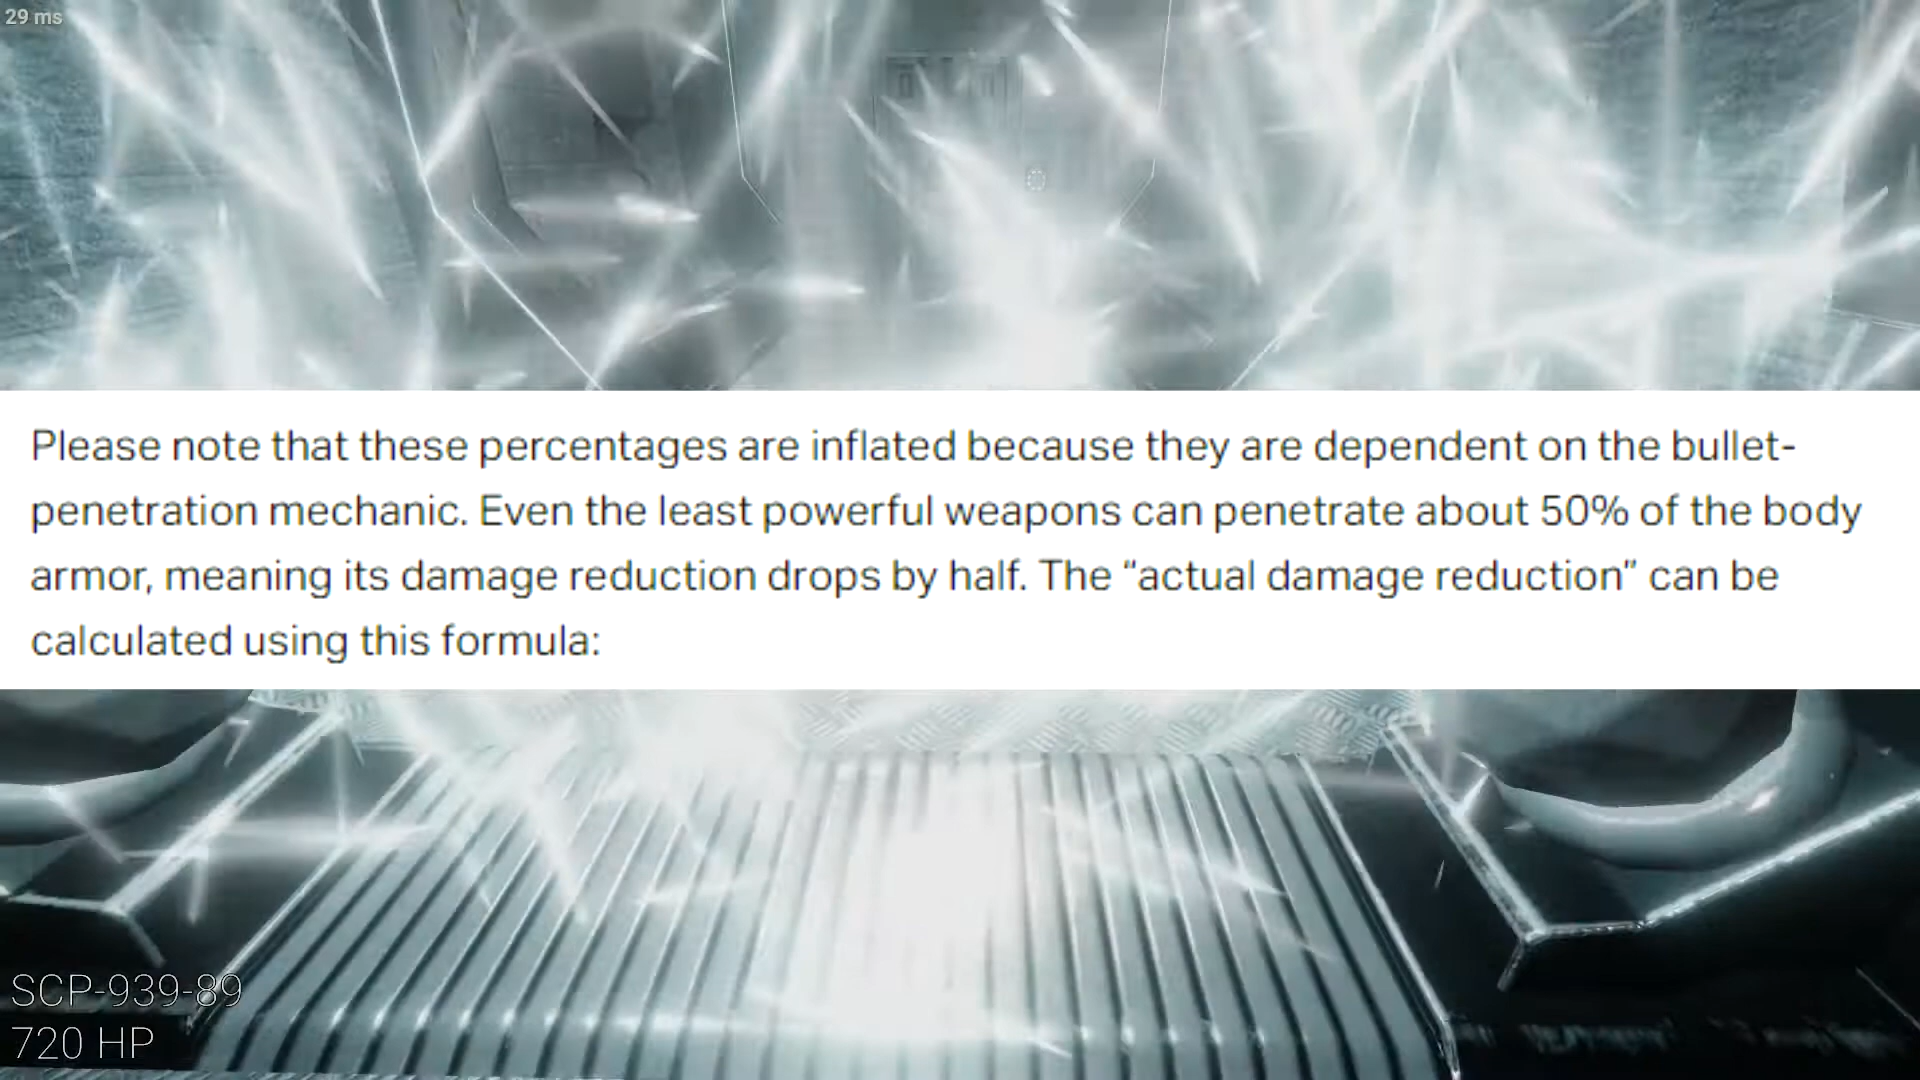 29 ms
Please note that these percentages are inflated because they are dependent on the bullet-
penetration mechanic. Even the least powerful weapons can penetrate about 50% of the body
armor, meaning its damage reduction drops by half. The “actual damage reduction” can be
calculated using this formula:
SCP-939-89
720 HP